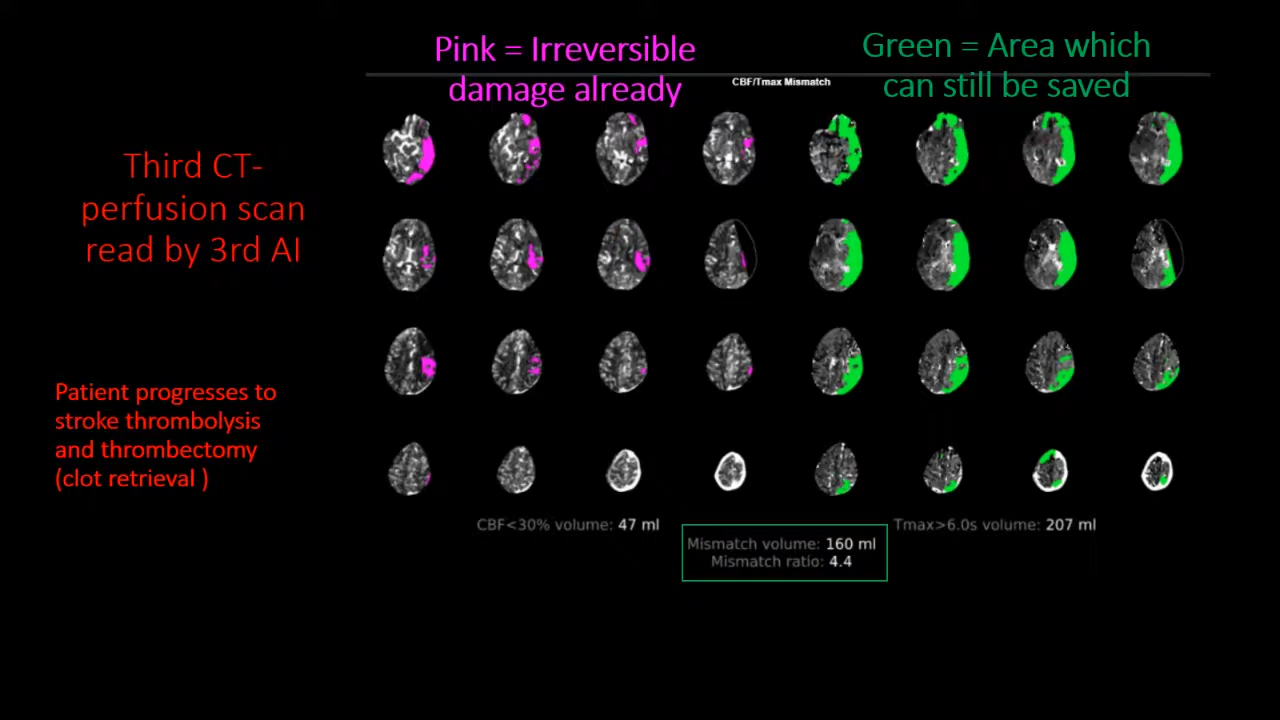 Pink = Irreversible
damage already
Green = Area which
can still be saved
CBF/Tmax Mismatch
Third CT-
perfusion scan
read by 3rd AI
Patient progresses to
stroke thrombolysis
and thrombectomy
(clot retrieval )
CBF<30% volume: 47 ml
Tmax>6.0s volume: 207 ml
Mismatch volume: 160 ml
Mismatch ratio: 4.4